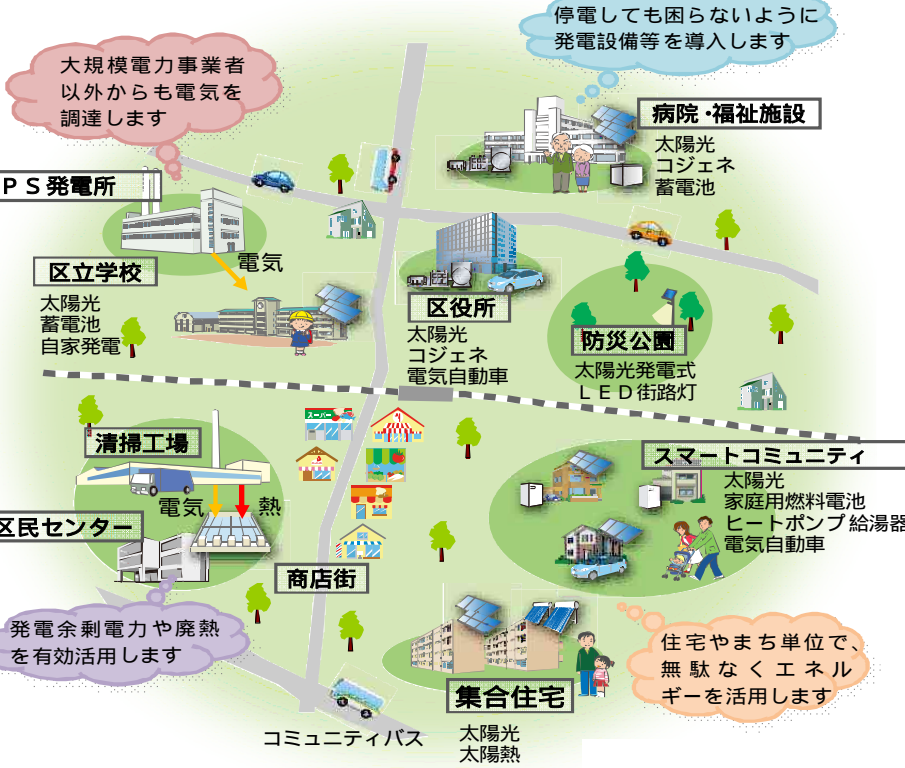 停電しても困らないように
発電設備等を導入します
大規模電力事業者
以外からも電気を
調達します
病院・福祉施設
太陽光
コジェネ
蓄電池
ＰＳ発電所
電気
区立学校
太陽光
蓄電池
自家発電
区役所
太陽光
コジェネ
電気自動車
防災公園
太陽光発電式
ＬＥＤ街路灯
スーパー
清掃工場
電気
熱
区民センター
商店街
スマートコミュニティ
太陽光
家庭用燃料電池
ヒートポンプ給湯器
電気自動車
発電余剰電力や廃熱
を有効活用します
住宅やまち単位で、
無駄なくエネル
ギーを活用します
集合住宅
太陽光
太陽熱
コミュニティバス